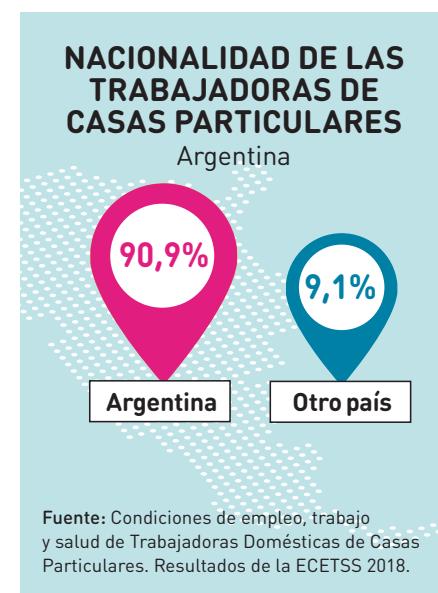 NACIONALIDAD DE LAS
TRABAJADORAS DE
CASAS PARTICULARES
Argentina
90,9%
9,1%
Argentina
Otro país
Fuente: Condiciones de empleo, trabajo
y salud de Trabajadoras Domésticas de Casas
Particulares. Resultados de la ECETSS 2018.